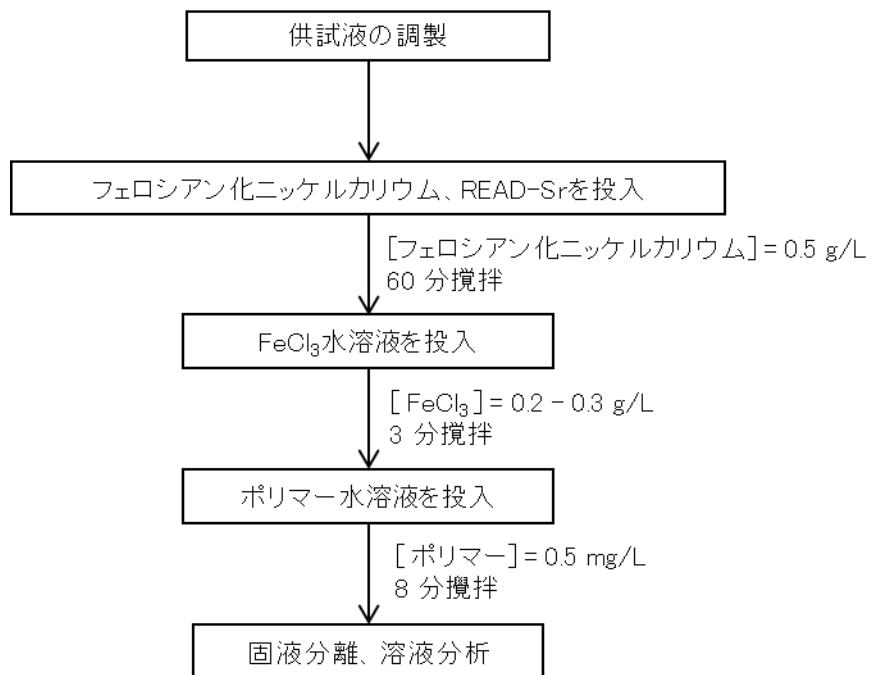 供試液の調製
フェロシアン化ニッケルカリウム、READ-Srを投入
[フェロシアン化ニッケルカリウム]= 0.5 g/L
60 分攪拌
FeCl₃水溶液を投入
[ FeCl₃] = 0.2 - 0.3 g/L
3 分攪拌
ポリマー水溶液を投入
[ ポリマー] = 0.5 mg/L
8 分攪拌
固液分離、溶液分析